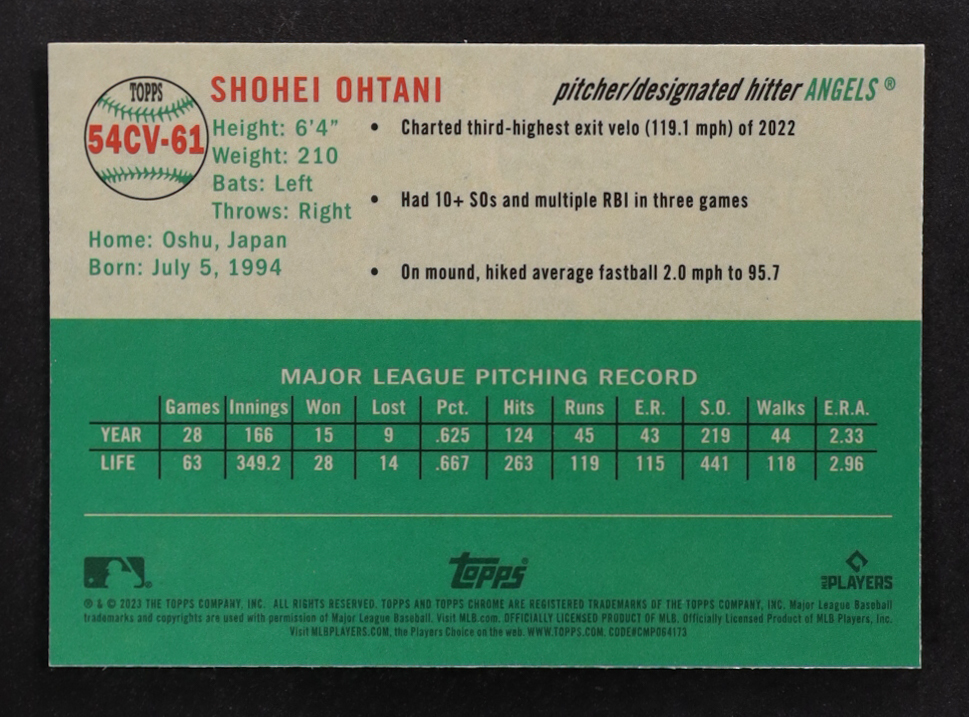 TOPPS
54CV-61
SHOHEI OHTANI
pitcher/designated hitter ANGELS ®
Height: 6'4"
Weight: 210
Bats: Left
Throws: Right
Home: Oshu, Japan
Born: July 5, 1994
• Charted third-highest exit velo (119.1 mph) of 2022
• Had 10+ SOs and multiple RBI in three games
• On mound, hiked average fastball 2.0 mph to 95.7
MAJOR LEAGUE PITCHING RECORD
Games Innings Won Lost Pct. Hits Runs E.R. S.O. Walks E.R.A.
YEAR 28 166 15 9 .625 124 45 43 219 44 2.33
LIFE 63 349.2 28 14 .667 263 119 115 441 118 2.96
topps®
PLAYERS
® & © 2023 THE TOPPS COMPANY, INC. ALL RIGHTS RESERVED. TOPPS AND TOPPS CHROME ARE REGISTERED TRADEMARKS OF THE TOPPS COMPANY, INC. Major League Baseball
trademarks and copyrights are used with permission of Major League Baseball. Visit MLB.com. OFFICIALLY LICENSED PRODUCT OF MLB. Officially Licensed Product of MLB Players, Inc.
Visit MLBPLAYERS.COM, the Players Choice on the web. WWW.TOPPS.COM. CODE#CMP064173